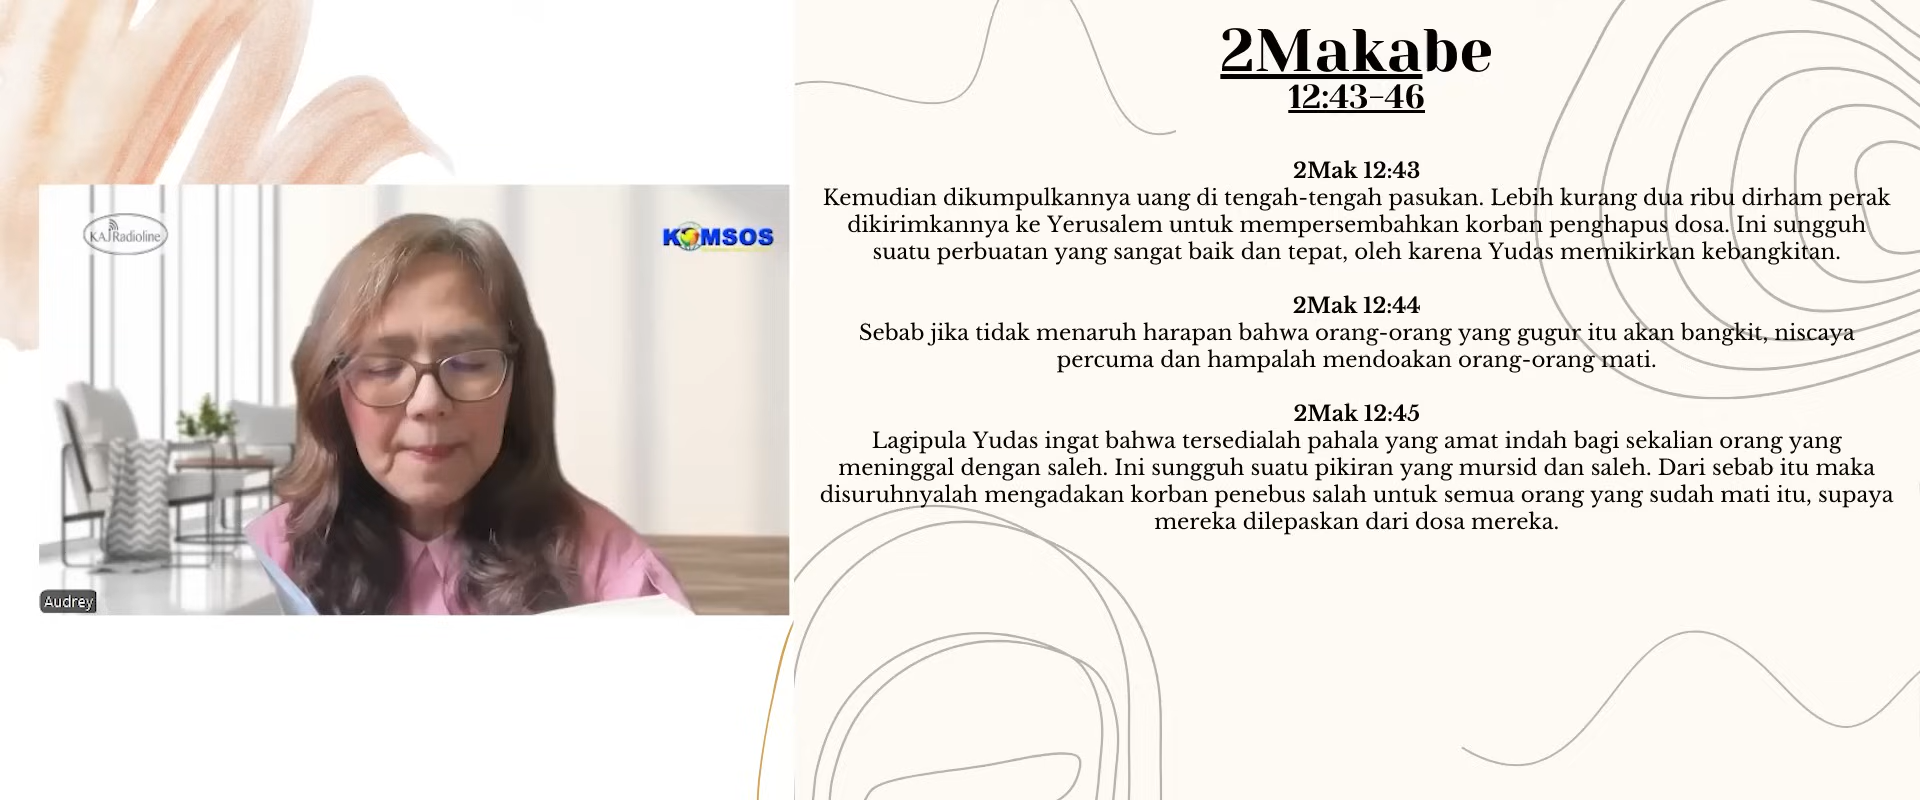 KAJ Radioline
KOMSOS
Audrey
2Makabe
12:43-46
2Mak 12:43
Kemudian dikumpulkannya uang di tengah-tengah pasukan. Lebih kurang dua ribu dirham perak
dikirimkannya ke Yerusalem untuk mempersembahkan korban penghapus dosa. Ini sungguh
suatu perbuatan yang sangat baik dan tepat, oleh karena Yudas memikirkan kebangkitan.
2Mak 12:44
Sebab jika tidak menaruh harapan bahwa orang-orang yang gugur itu akan bangkit, niscaya
percuma dan hampalah mendoakan orang-orang mati.
2Mak 12:45
Lagipula Yudas ingat bahwa tersedialah pahala yang amat indah bagi sekalian orang yang
meninggal dengan saleh. Ini sungguh suatu pikiran yang mursid dan saleh. Dari sebab itu maka
disuruhnyalah mengadakan korban penebus salah untuk semua orang yang sudah mati itu, supaya
mereka dilepaskan dari dosa mereka.